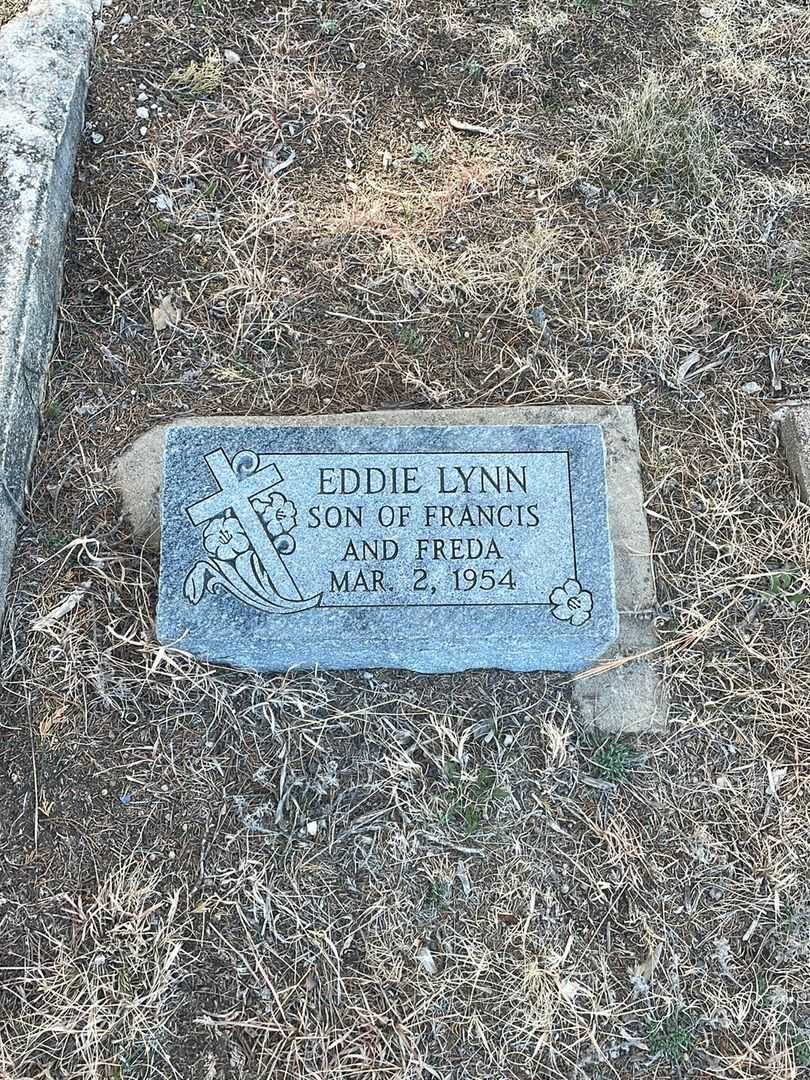 EDDIE LYNN
SON OF FRANCIS
AND FREDA
MAR. 2, 1954